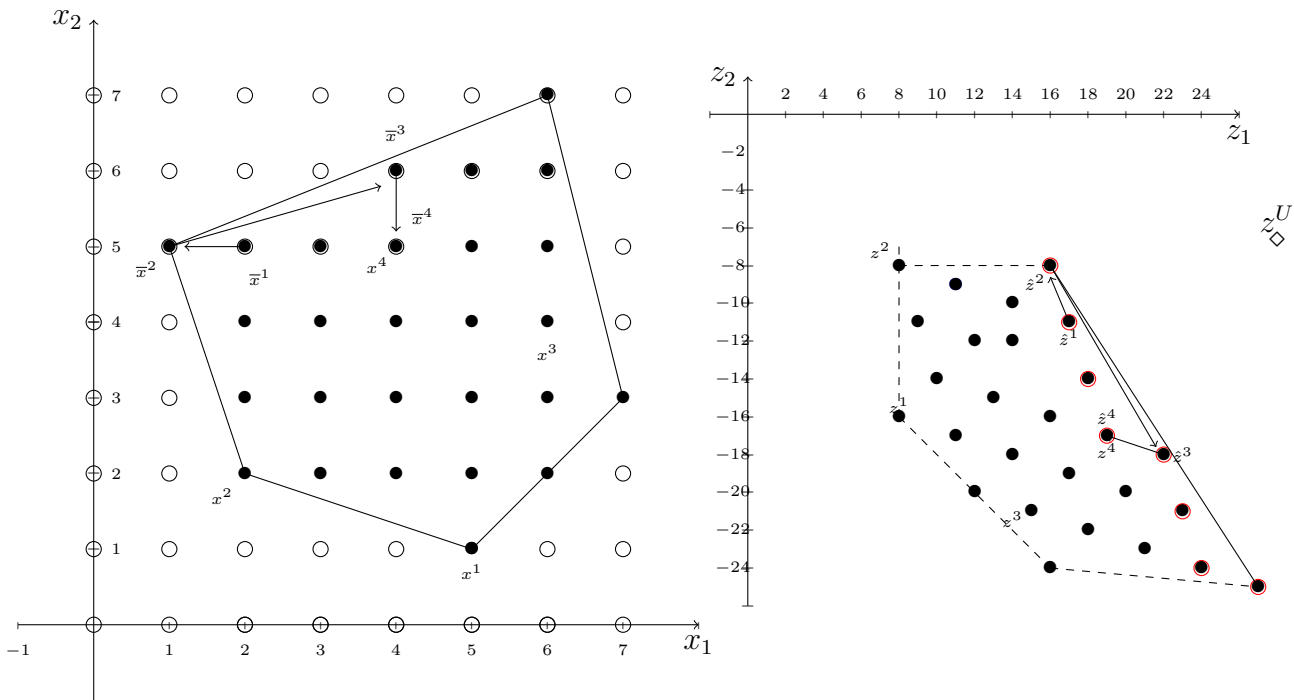 x₂
7
x̅³
6
x̅⁴
5
x̅²
x̅¹
x⁴
4
x³
3
2
x²
1
x¹
−1
1
2
3
4
5
6
7
x₁
z₂
2
4
6
8
10
12
14
16
18
20
22
24
z₁
−2
−4
−6
z^U
z²
−8
ẑ²
−10
ẑ¹
−12
−14
z¹
−16
ẑ⁴
z⁴
ẑ³
−18
−20
z³
−22
−24